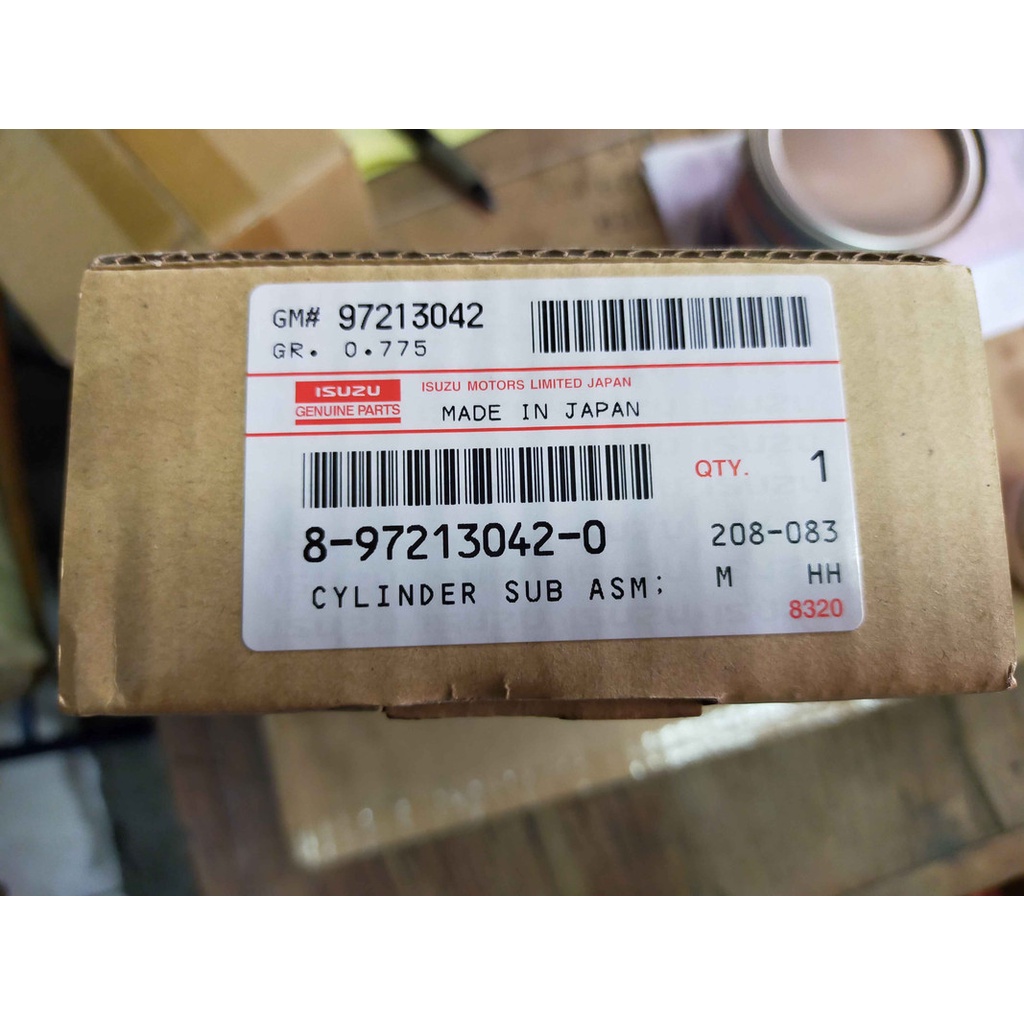 GM# 97213042
GR. 0.775
ISUZU
GENUINE PARTS
ISUZU MOTORS LIMITED JAPAN
MADE IN JAPAN
QTY. 1
8-97213042-0
208-083
CYLINDER SUB ASM;
M HH
8320